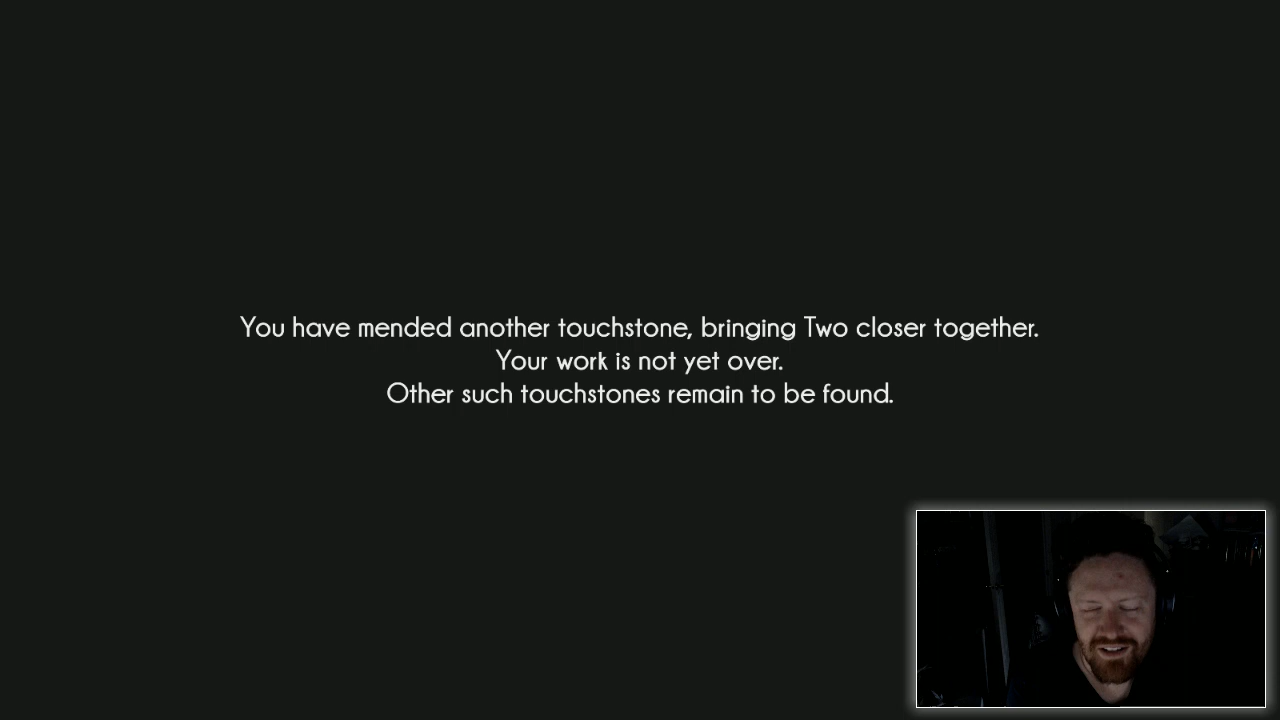 You have mended another touchstone, bringing Two closer together.
Your work is not yet over.
Other such touchstones remain to be found.